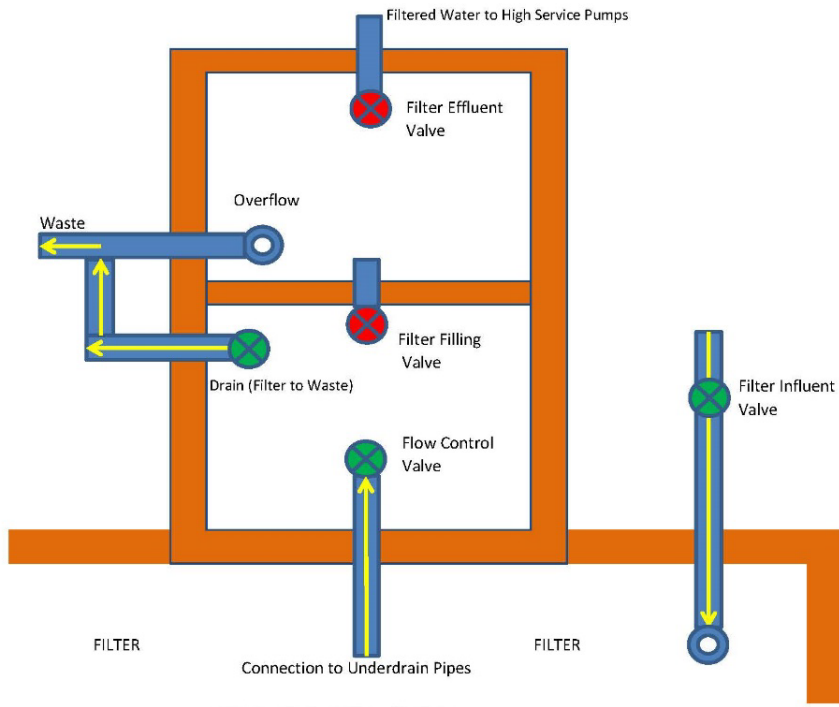 Filtered Water to High Service Pumps
Filter Effluent
Valve
Overflow
Waste
Filter Filling
Valve
Drain (Filter to Waste)
Filter Influent
Valve
Flow Control
Valve
FILTER
FILTER
Connection to Underdrain Pipes